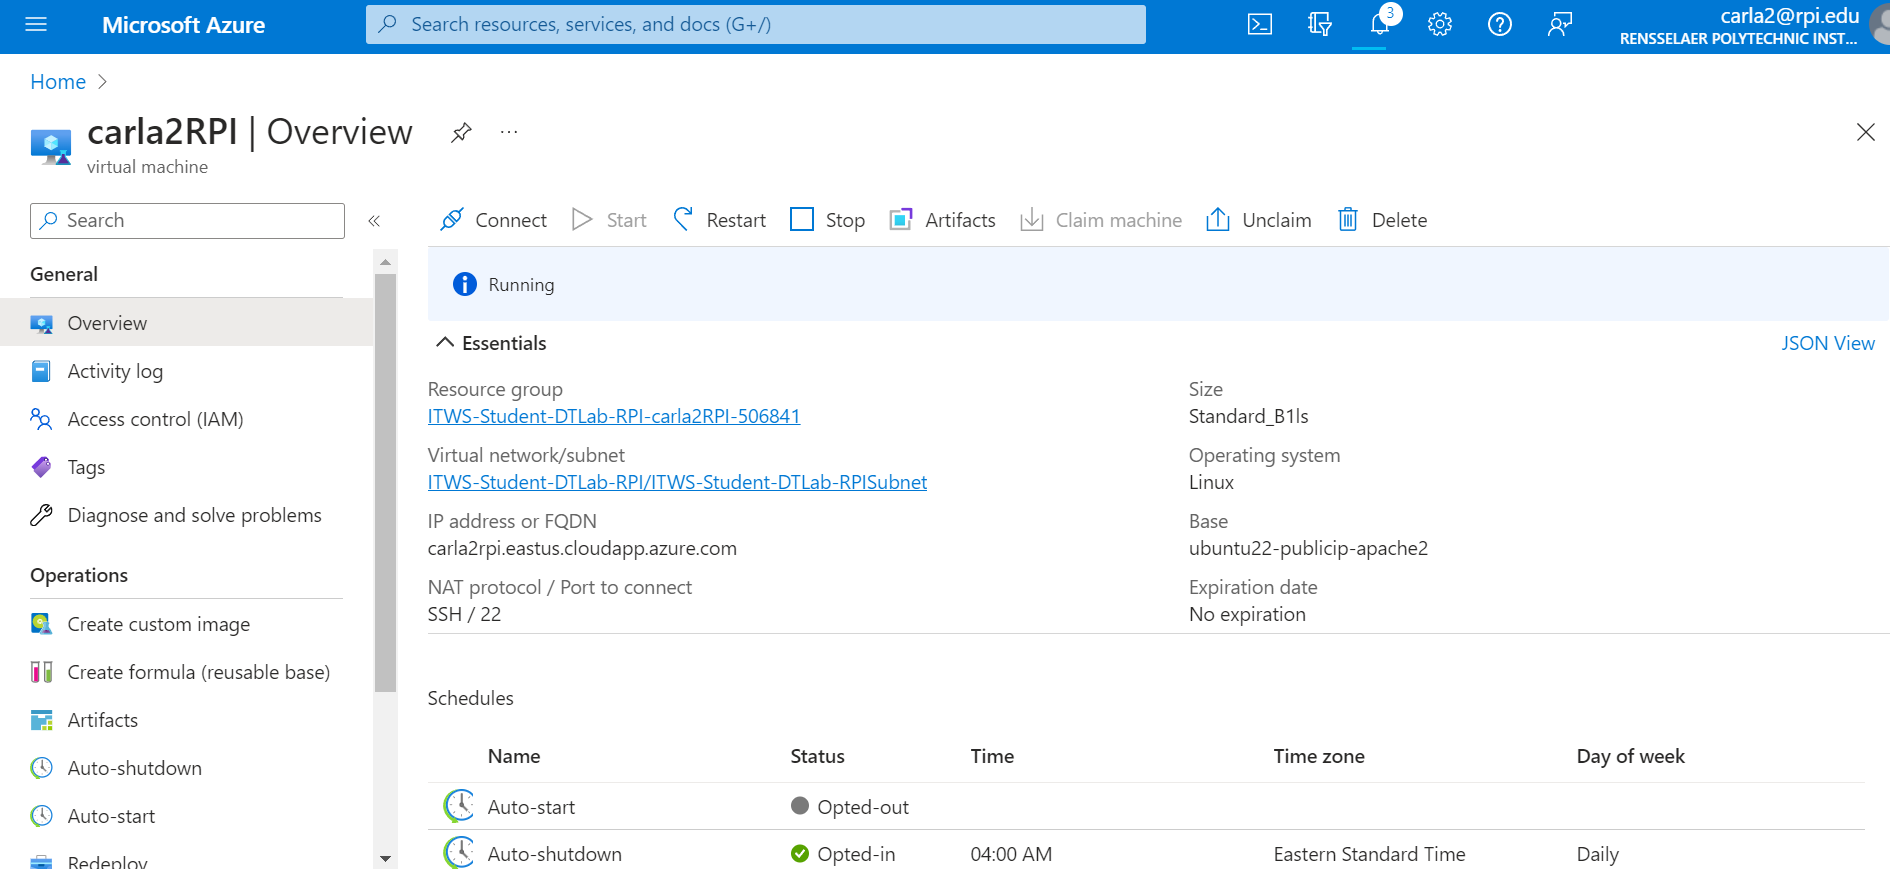 Microsoft Azure
Search resources, services, and docs (G+/)
3
carla2@rpi.edu
RENSSELAER POLYTECHNIC INST...
Home >
carla2RPI | Overview
...
virtual machine
Search
«
Connect Start Restart Stop Artifacts Claim machine Unclaim Delete
General
Overview
Activity log
Access control (IAM)
Tags
Diagnose and solve problems
Operations
Create custom image
Create formula (reusable base)
Artifacts
Auto-shutdown
Auto-start
Redeploy
Running
Essentials
JSON View
Resource group
ITWS-Student-DTLab-RPI-carla2RPI-506841
Virtual network/subnet
ITWS-Student-DTLab-RPI/ITWS-Student-DTLab-RPISubnet
IP address or FQDN
carla2rpi.eastus.cloudapp.azure.com
NAT protocol / Port to connect
SSH / 22
Size
Standard_B1ls
Operating system
Linux
Base
ubuntu22-publicip-apache2
Expiration date
No expiration
Schedules
Name Status Time Time zone Day of week
Auto-start Opted-out
Auto-shutdown Opted-in 04:00 AM Eastern Standard Time Daily